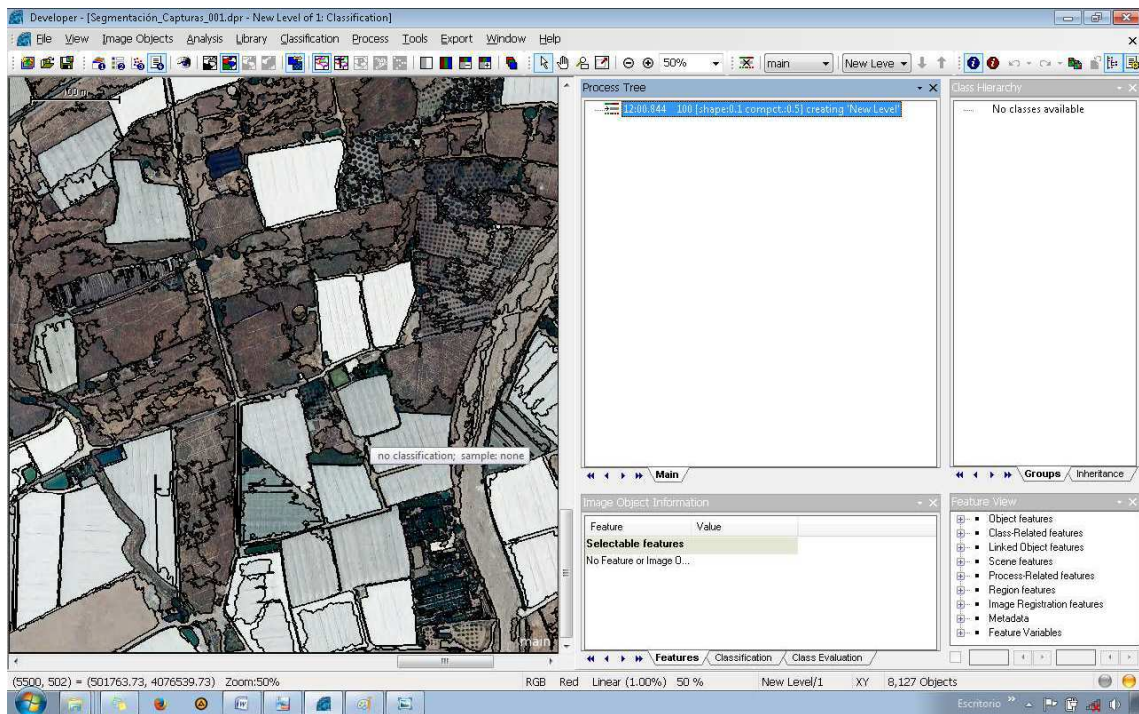 Developer - [Segmentación_Capturas_001.dpr - New Level of 1: Classification]
File View Image Objects Analysis Library Classification Process Tools Export Window Help
50% main New Leve
100 m
Process Tree
12:00.844 100 [shape:0.1 compct.:0.5] creating 'New Level'
Main
Class Hierarchy
No classes available
Groups Inheritance
no classification; sample: none
main
Image Object Information
Feature Value
Selectable features
No Feature or Image O...
Features Classification Class Evaluation
Feature View
Object features
Class-Related features
Linked Object features
Scene features
Process-Related features
Region features
Image Registration features
Metadata
Feature Variables
(5500, 502) = (501763.73, 4076539.73) Zoom:50% RGB Red Linear (1.00%) 50 % New Level/1 XY 8,127 Objects
Escritorio